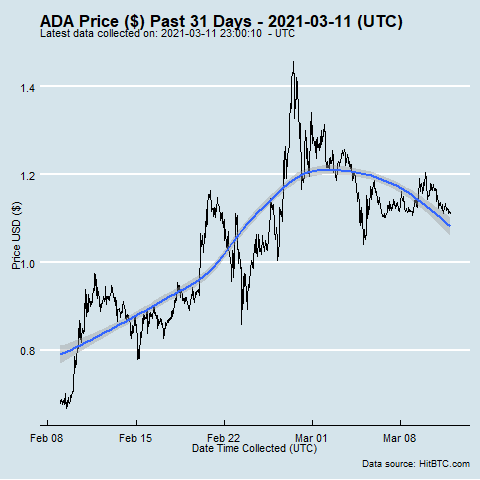 ADA Price ($) Past 31 Days - 2021-03-11 (UTC)
Latest data collected on: 2021-03-11 23:00:10  - UTC
Price USD ($)
1.4
1.2
1.0
0.8
Feb 08 Feb 15 Feb 22 Mar 01 Mar 08
Date Time Collected (UTC)
Data source: HitBTC.com